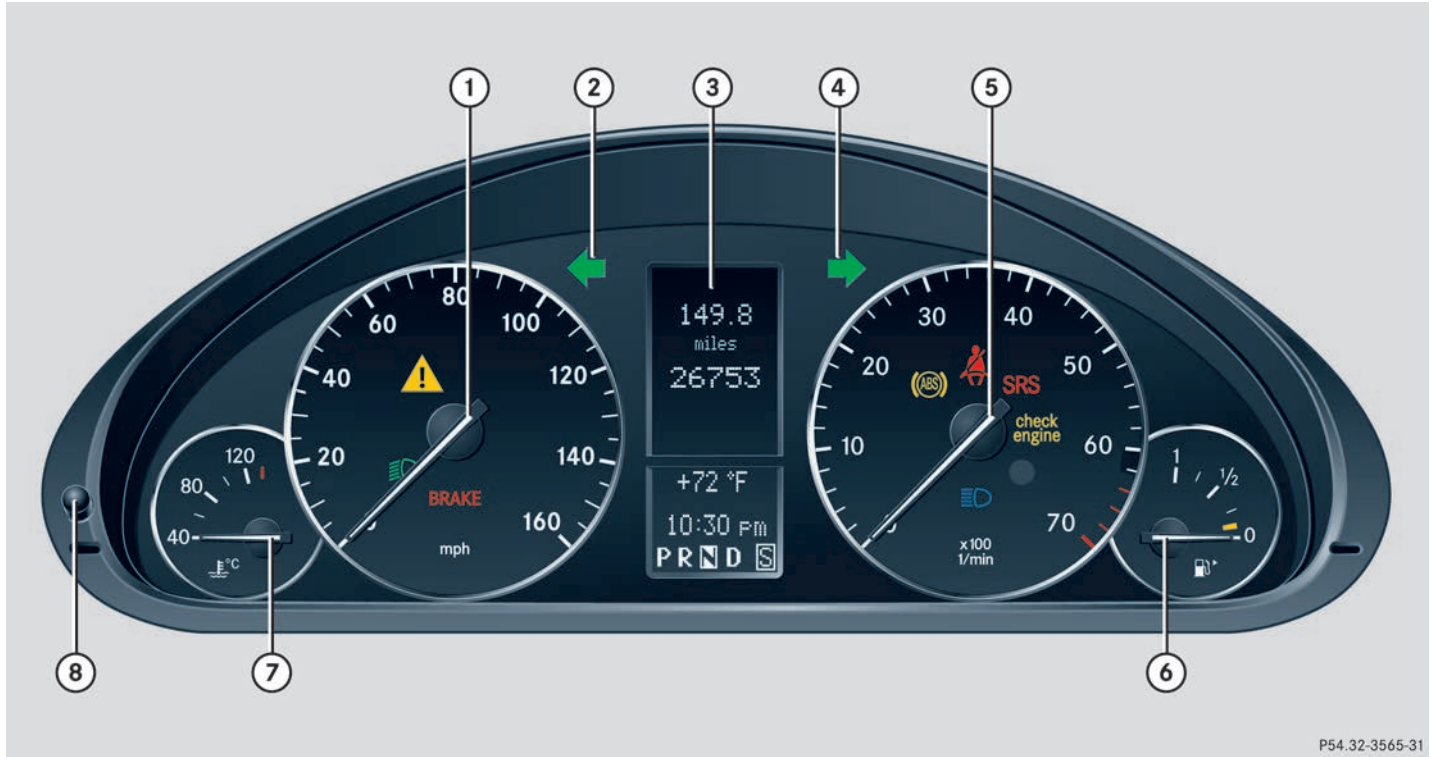 1 2 3 4 5
20 40 60 80 100 120 140 160
mph
BRAKE
40 80 120
°C
149.8
miles
26753
+72 °F
10:30 pm
P R N D S
10 20 30 40 50 60 70
x100
1/min
ABS
SRS
check
engine
1 1/2 0
8 7 6
P54.32-3565-31